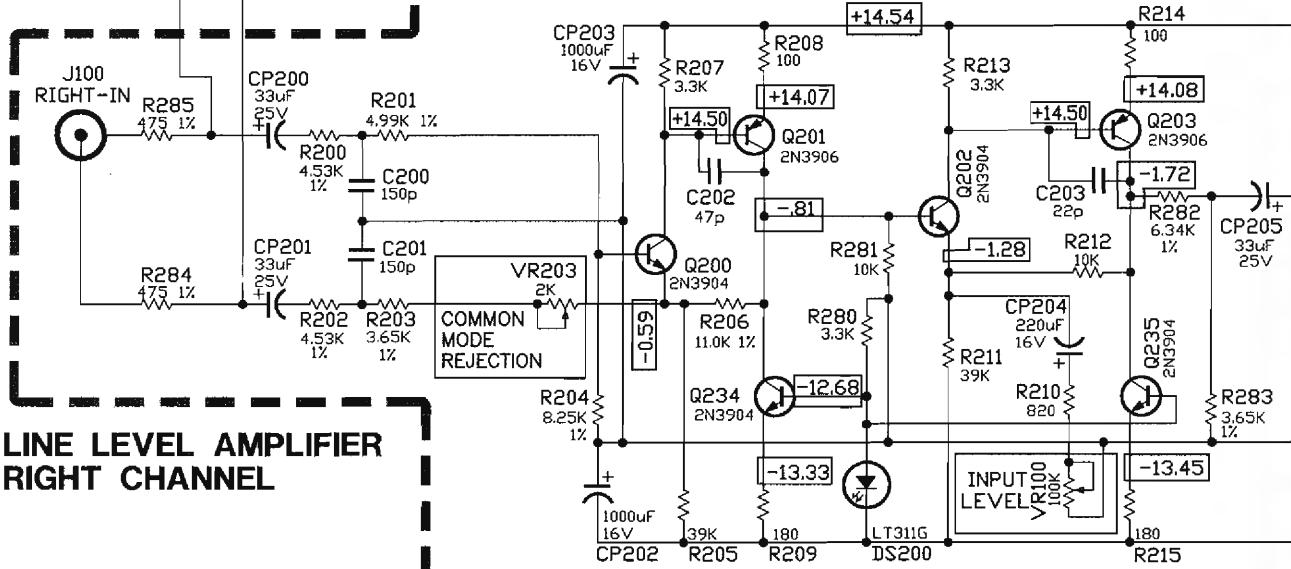 J100
RIGHT-IN
R285
475 1%
CP200
33uF
25V
+
R201
4.99K 1%
R200
4.53K
1%
C200
150p
CP201
33uF
25V
+
C201
150p
R284
475 1%
R202
4.53K
1%
R203
3.65K
1%
VR203
2K
COMMON
MODE
REJECTION
LINE LEVEL AMPLIFIER
RIGHT CHANNEL
CP203
1000uF
16V
+
R207
3.3K
R208
100
+14.54
+14.07
+14.50
Q201
2N3906
C202
47p
-.81
Q200
2N3904
-0.59
R206
11.0K 1%
R204
8.25K
1%
Q234
2N3904
-12.68
-13.33
+
1000uF
16V
CP202
39K
R205
180
R209
LT311G
DS200
R281
10K
R280
3.3K
R213
3.3K
Q202
2N3904
-1.28
R212
10K
R211
39K
CP204
220uF
16V
+
R210
820
INPUT
LEVEL
VR100
100K
R214
100
+14.08
+14.50
Q203
2N3906
C203
22p
-1.72
R282
6.34K
1%
CP205
33uF
25V
+
Q235
2N3904
R283
3.65K
1%
-13.45
180
R215